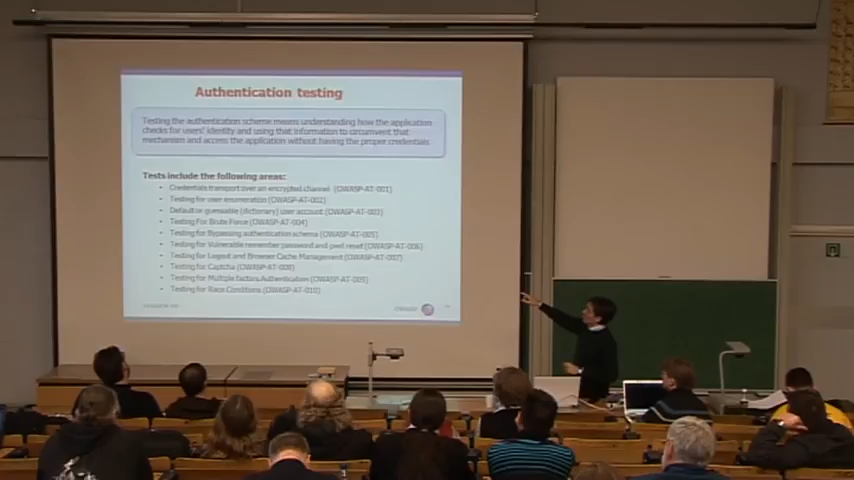 Authentication testing
Testing the authentication scheme means understanding how the application
checks for users' identity and using that information to circumvent that
mechanism and access the application without having the proper credentials
Tests include the following areas:
• Credentials transport over an encrypted channel (OWASP-AT-001)
• Testing for user enumeration (OWASP-AT-002)
• Default or guessable (dictionary) user account (OWASP-AT-003)
• Testing For Brute Force (OWASP-AT-004)
• Testing for Bypassing authentication schema (OWASP-AT-005)
• Testing for Vulnerable remember password and pwd reset (OWASP-AT-006)
• Testing for Logout and Browser Cache Management (OWASP-AT-007)
• Testing for Captcha (OWASP-AT-008)
• Testing for Multiple factors Authentication (OWASP-AT-009)
• Testing for Race Conditions (OWASP-AT-010)
OWASP